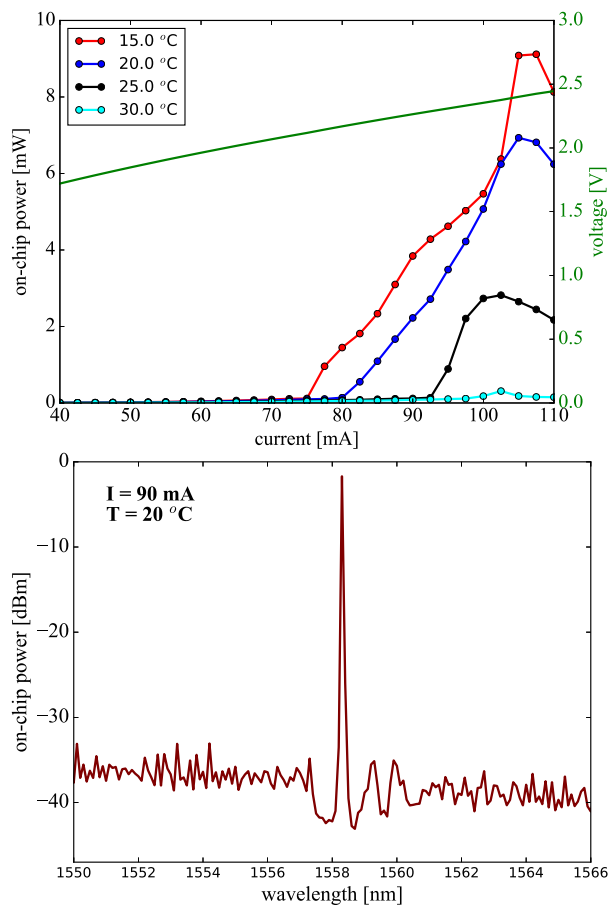 15.0 °C
20.0 °C
25.0 °C
30.0 °C
on-chip power [mW]
10
8
6
4
2
0
voltage [V]
3.0
2.5
2.0
1.5
1.0
0.5
0.0
40 50 60 70 80 90 100 110
current [mA]
I = 90 mA
T = 20 °C
on-chip power [dBm]
0
−10
−20
−30
−40
1550 1552 1554 1556 1558 1560 1562 1564 1566
wavelength [nm]